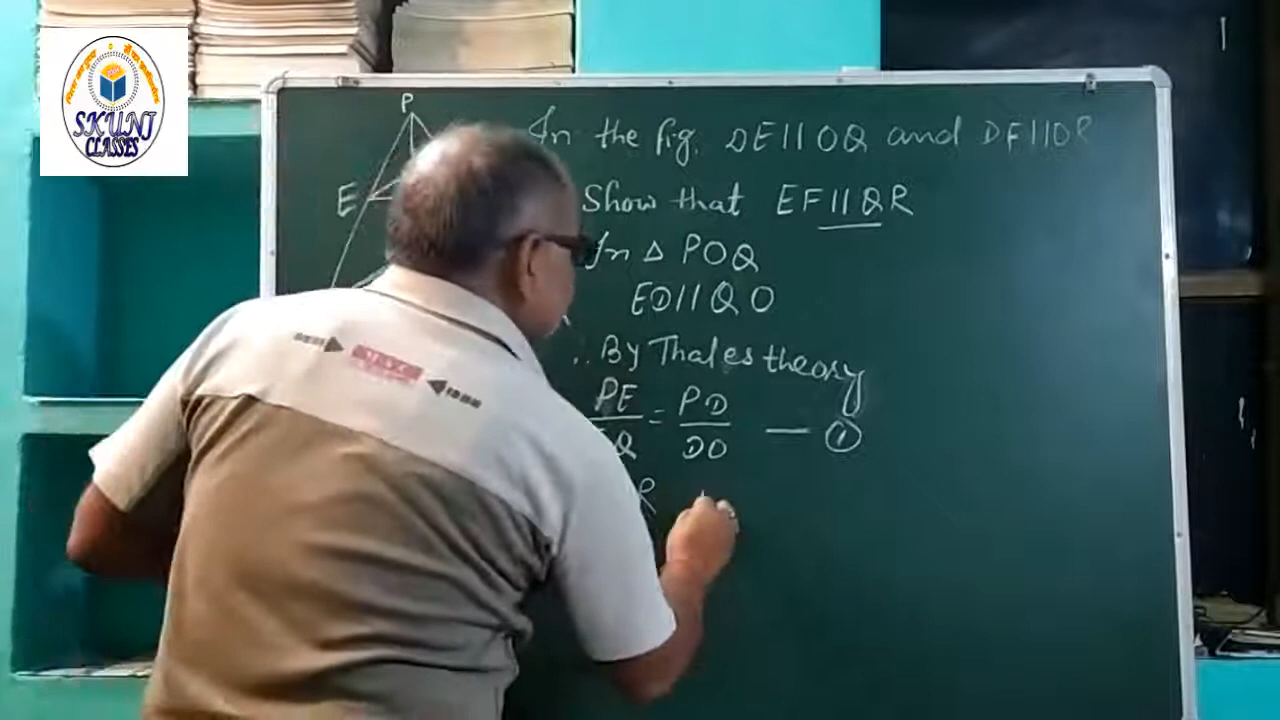 SKUNJ
CLASSES
P
E
In the fig. DE||OQ and DF||OR
Show that EF||QR
In △ POQ
ED||QO
∴ By Thales theory
PE = PD — ①
Q DO
R